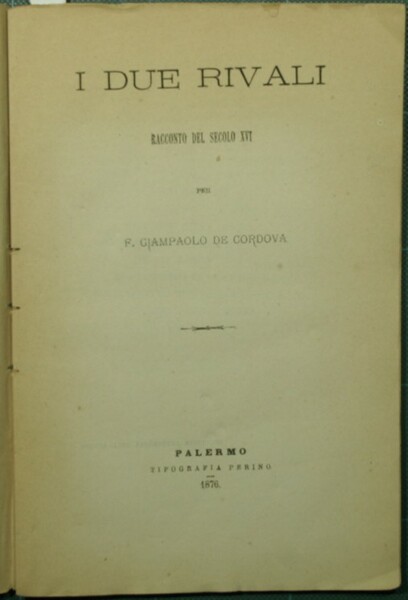 I DUE RIVALI
RACCONTO DEL SECOLO XVI
PER
F. GIAMPAOLO DE CORDOVA
PALERMO
TIPOGRAFIA PERINO
1876.